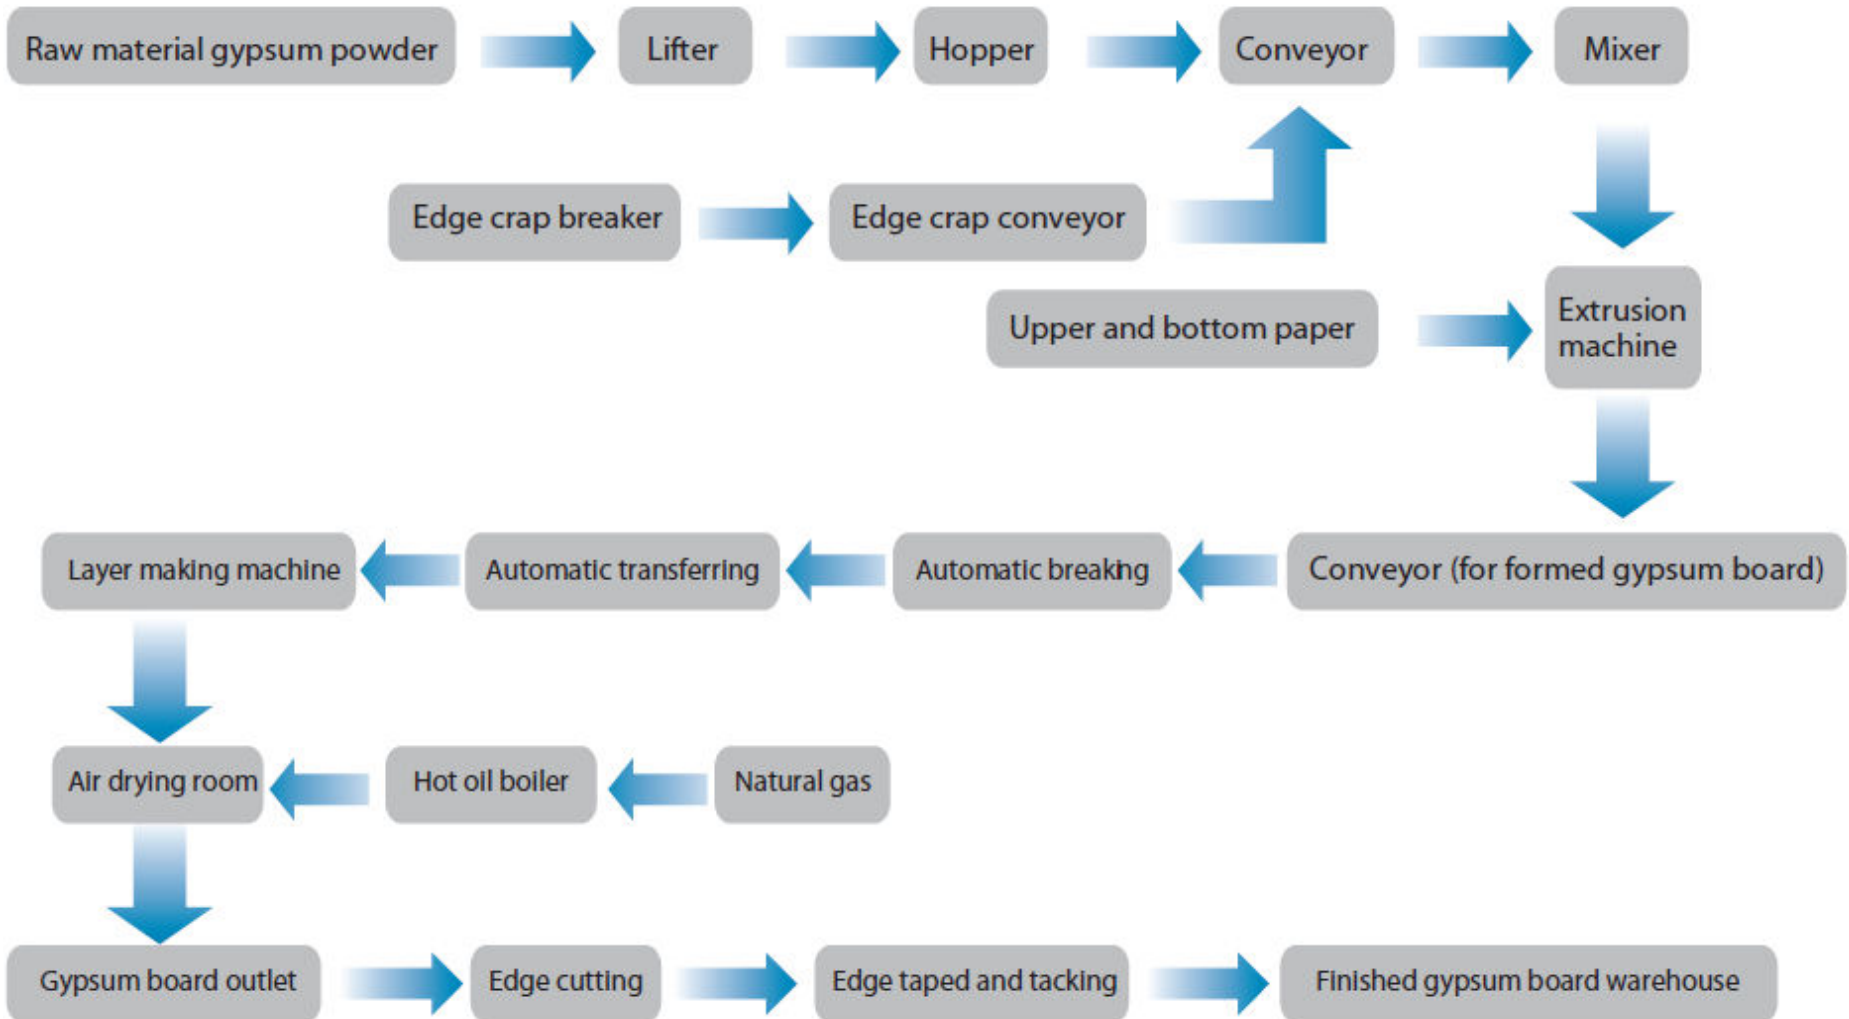 Raw material gypsum powder
Lifter
Hopper
Conveyor
Mixer
Edge crap breaker
Edge crap conveyor
Upper and bottom paper
Extrusion
machine
Layer making machine
Automatic transferring
Automatic breaking
Conveyor (for formed gypsum board)
Air drying room
Hot oil boiler
Natural gas
Gypsum board outlet
Edge cutting
Edge taped and tacking
Finished gypsum board warehouse